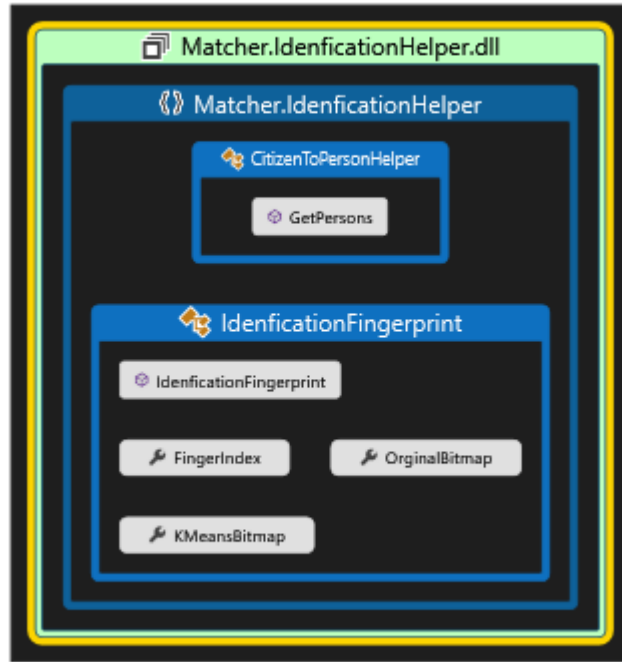 Matcher.IdenficationHelper.dll
Matcher.IdenficationHelper
CitizenToPersonHelper
GetPersons
IdenficationFingerprint
IdenficationFingerprint
FingerIndex
OrginalBitmap
KMeansBitmap